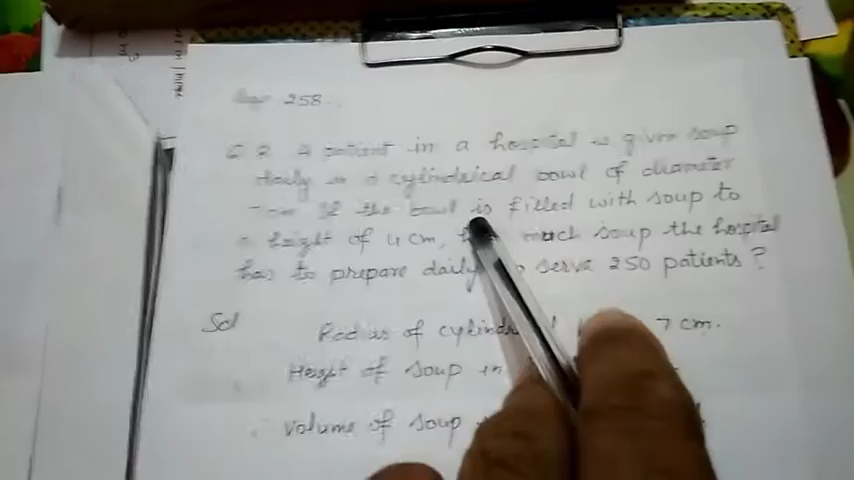 258
Q 2 A patient in a hospital is given soup
daily in a cylindrical bowl of diameter
If the bowl is filled with soup to
a height of 4 cm, much soup the hospital
has to prepare daily serve 250 patients?
Sol Radius of 7 cm.
Height of soup in
Volume of soup